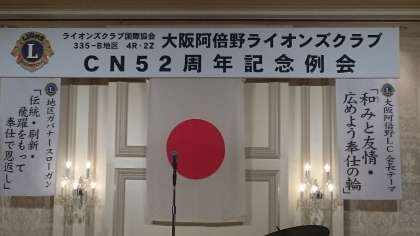 LIONS
L
ライオンズクラブ国際協会
335-B地区 4R・2Z
大阪阿倍野ライオンズクラブ
CN52周年記念例会
L
大阪阿倍野LC 会長テーマ
「和みと友情・
広めよう奉仕の輪」
L
地区ガバナースローガン
「伝統・刷新・
飛躍をもって
奉仕で恩返し」